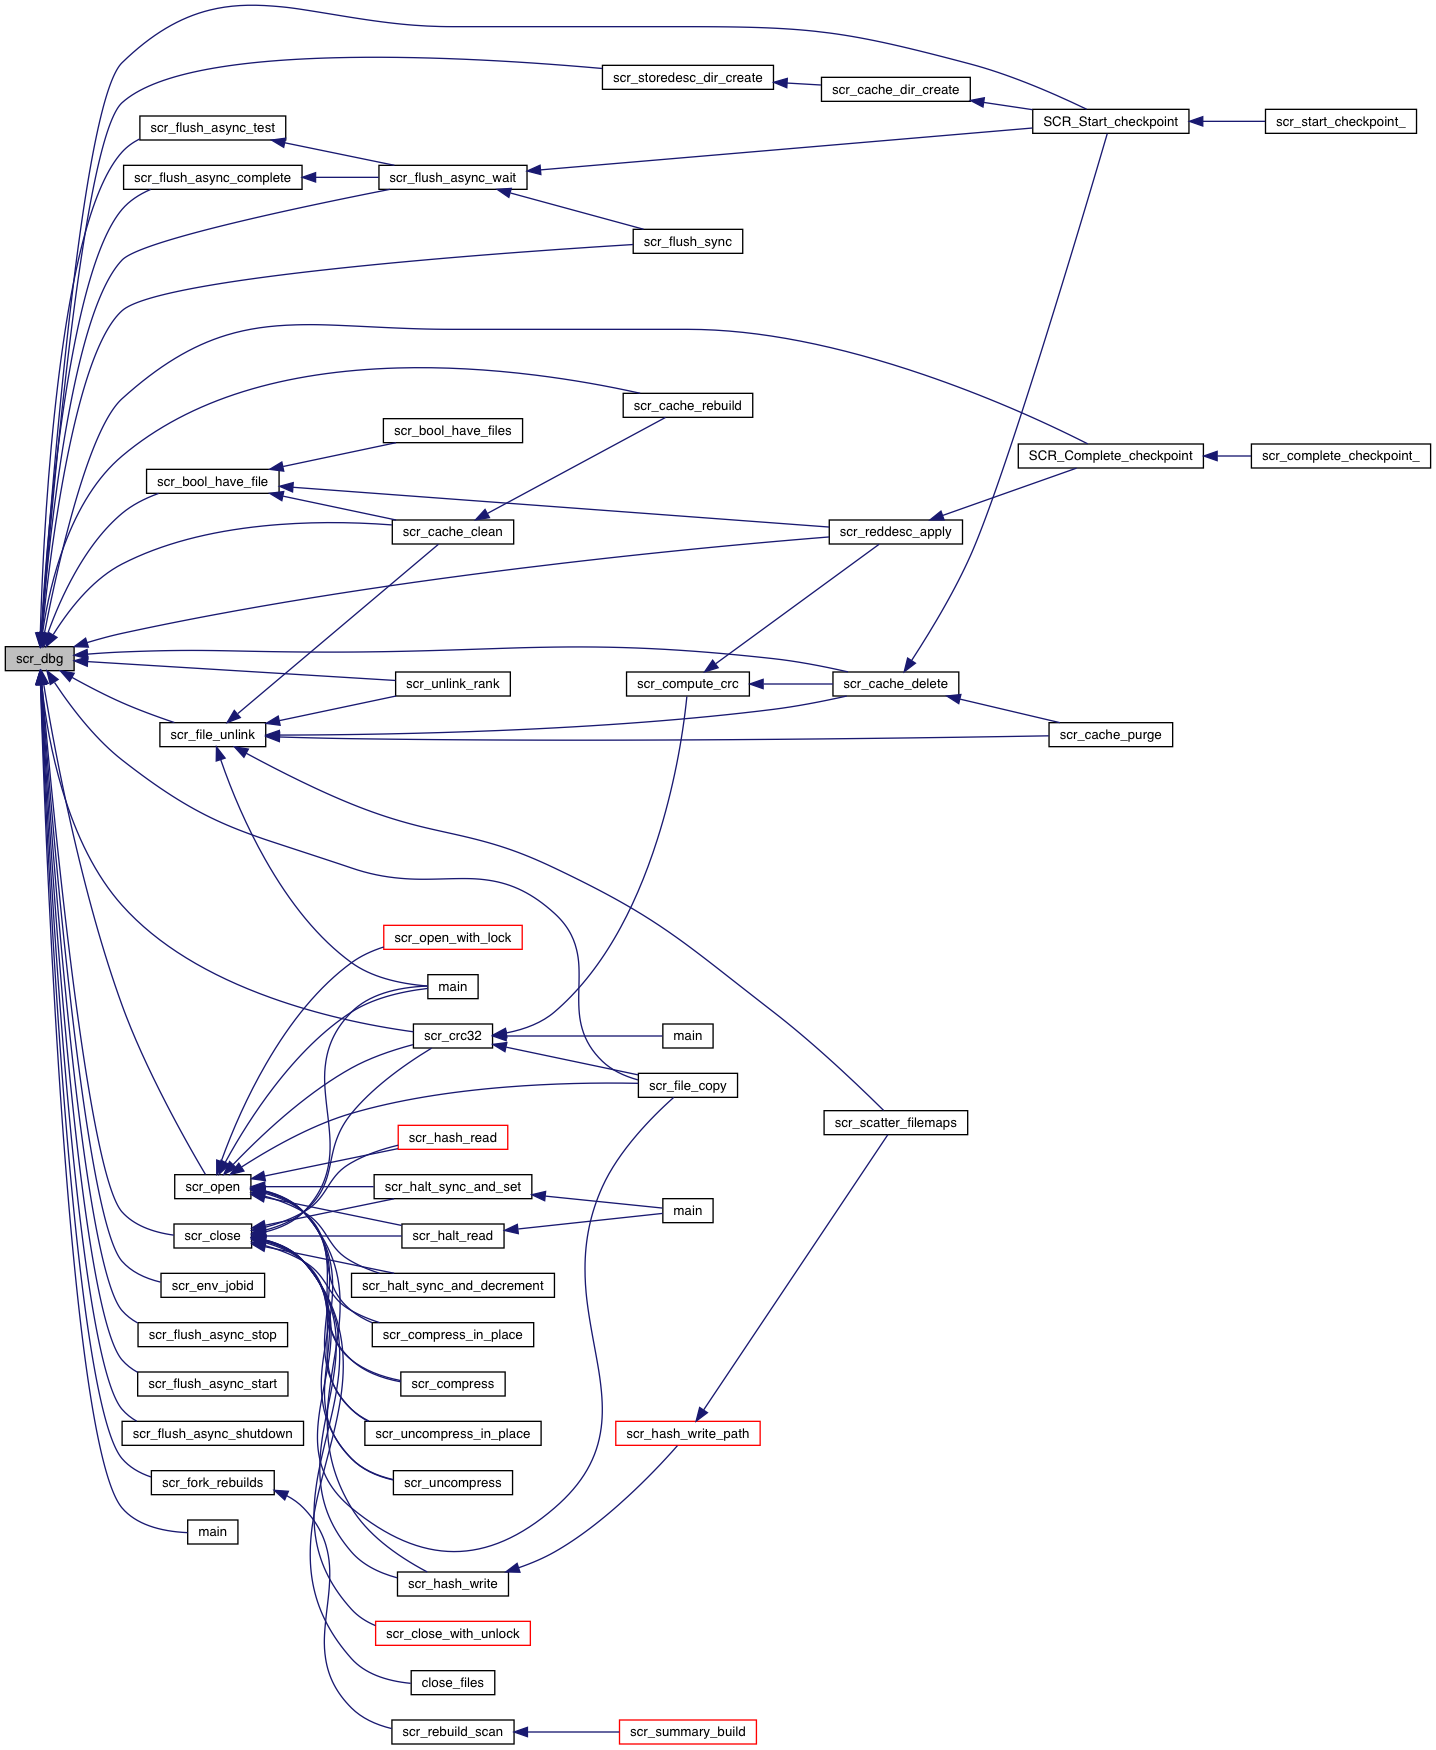 scr_storedesc_dir_create
scr_cache_dir_create
SCR_Start_checkpoint
scr_start_checkpoint_
scr_flush_async_test
scr_flush_async_complete
scr_flush_async_wait
scr_flush_sync
scr_cache_rebuild
scr_bool_have_files
SCR_Complete_checkpoint
scr_complete_checkpoint_
scr_bool_have_file
scr_cache_clean
scr_reddesc_apply
scr_dbg
scr_unlink_rank
scr_compute_crc
scr_cache_delete
scr_file_unlink
scr_cache_purge
scr_open_with_lock
main
scr_crc32
main
scr_file_copy
scr_scatter_filemaps
scr_hash_read
scr_open
scr_halt_sync_and_set
main
scr_close
scr_halt_read
scr_env_jobid
scr_halt_sync_and_decrement
scr_flush_async_stop
scr_compress_in_place
scr_flush_async_start
scr_compress
scr_flush_async_shutdown
scr_uncompress_in_place
scr_hash_write_path
scr_fork_rebuilds
scr_uncompress
main
scr_hash_write
scr_close_with_unlock
close_files
scr_rebuild_scan
scr_summary_build